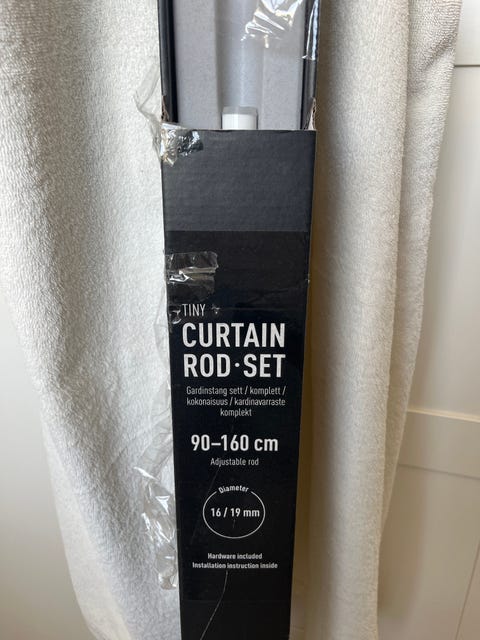 TINY
CURTAIN
ROD·SET
Gardinstang sett / komplett /
kokonaisuus / kardinavarraste
komplekt
90–160 cm
Adjustable rod
Diameter
16 / 19 mm
Hardware included
Installation instruction inside